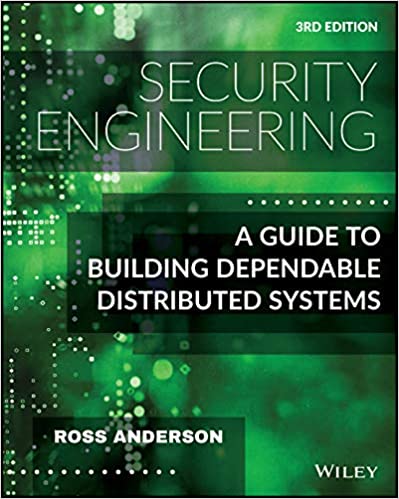 3RD EDITION
SECURITY
ENGINEERING
A GUIDE TO
BUILDING DEPENDABLE
DISTRIBUTED SYSTEMS
ROSS ANDERSON
WILEY